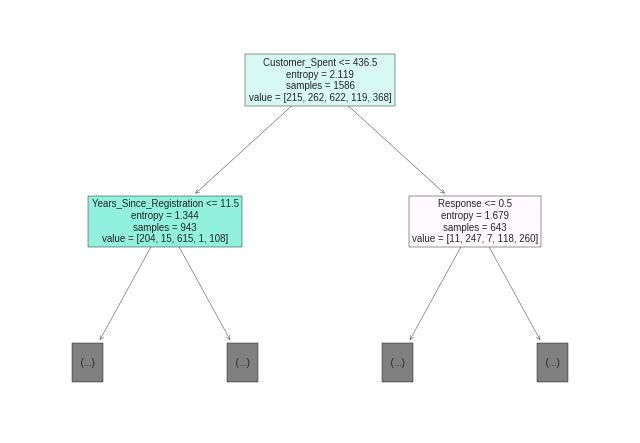 Customer_Spent <= 436.5
entropy = 2.119
samples = 1586
value = [215, 262, 622, 119, 368]
Years_Since_Registration <= 11.5
entropy = 1.344
samples = 943
value = [204, 15, 615, 1, 108]
Response <= 0.5
entropy = 1.679
samples = 643
value = [11, 247, 7, 118, 260]
(...)
(...)
(...)
(...)